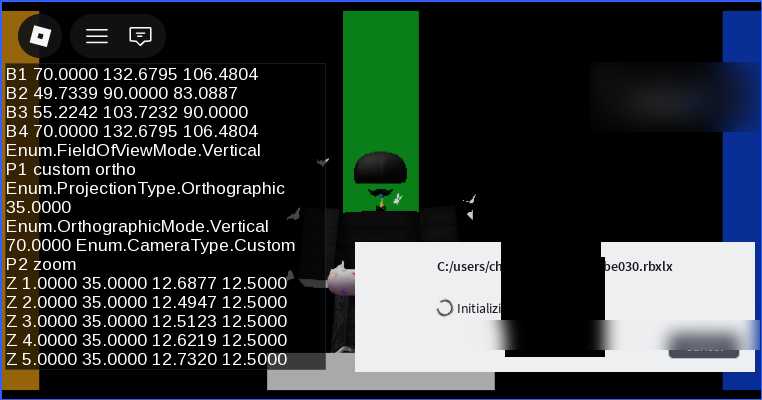 B1 70.0000 132.6795 106.4804
B2 49.7339 90.0000 83.0887
B3 55.2242 103.7232 90.0000
B4 70.0000 132.6795 106.4804
Enum.FieldOfViewMode.Vertical
P1 custom ortho
Enum.ProjectionType.Orthographic
35.0000
Enum.OrthographicMode.Vertical
70.0000 Enum.CameraType.Custom
P2 zoom
Z 1.0000 35.0000 12.6877 12.5000
Z 2.0000 35.0000 12.4947 12.5000
Z 3.0000 35.0000 12.5123 12.5000
Z 4.0000 35.0000 12.6219 12.5000
Z 5.0000 35.0000 12.7320 12.5000
C:/users/ch be030.rbxlx
Initializi